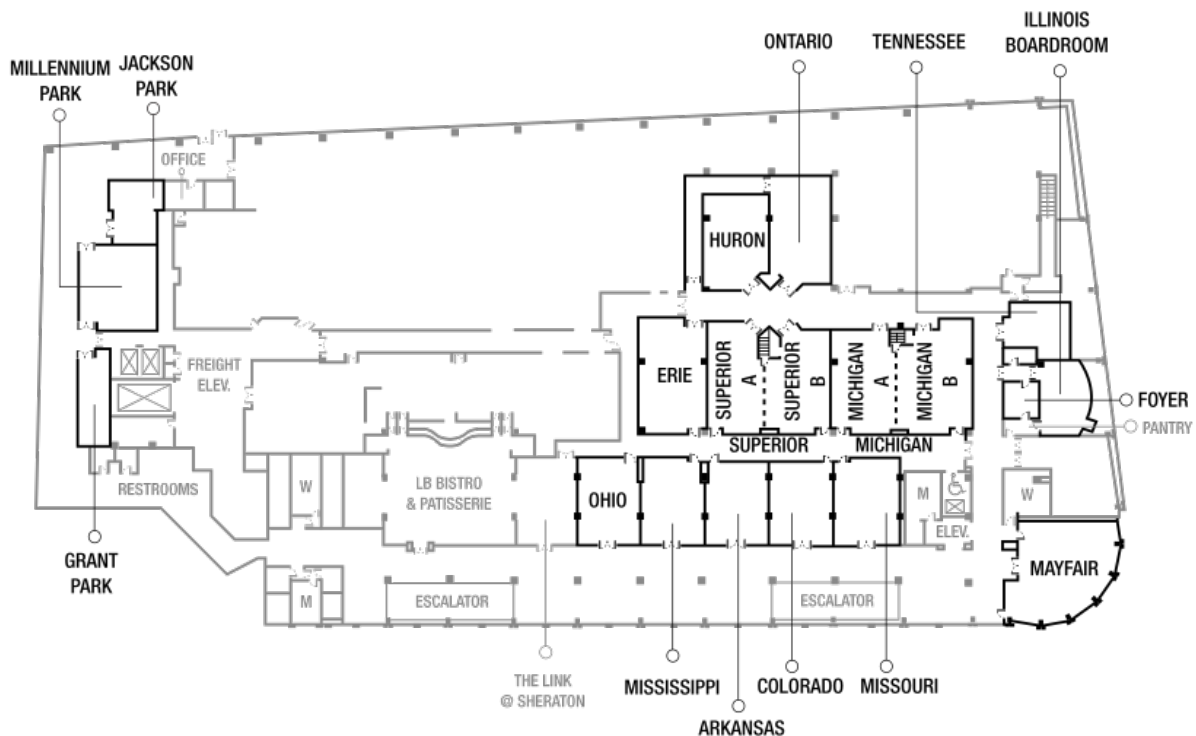 ILLINOIS
BOARDROOM
ONTARIO
TENNESSEE
JACKSON
PARK
MILLENNIUM
PARK
OFFICE
HURON
ERIE
SUPERIOR
A
SUPERIOR
B
MICHIGAN
A
MICHIGAN
B
FREIGHT
ELEV.
FOYER
PANTRY
SUPERIOR
MICHIGAN
LB BISTRO
& PATISSERIE
W
RESTROOMS
OHIO
M
W
ELEV.
GRANT
PARK
MAYFAIR
M
ESCALATOR
ESCALATOR
THE LINK
@ SHERATON
MISSISSIPPI
COLORADO
MISSOURI
ARKANSAS